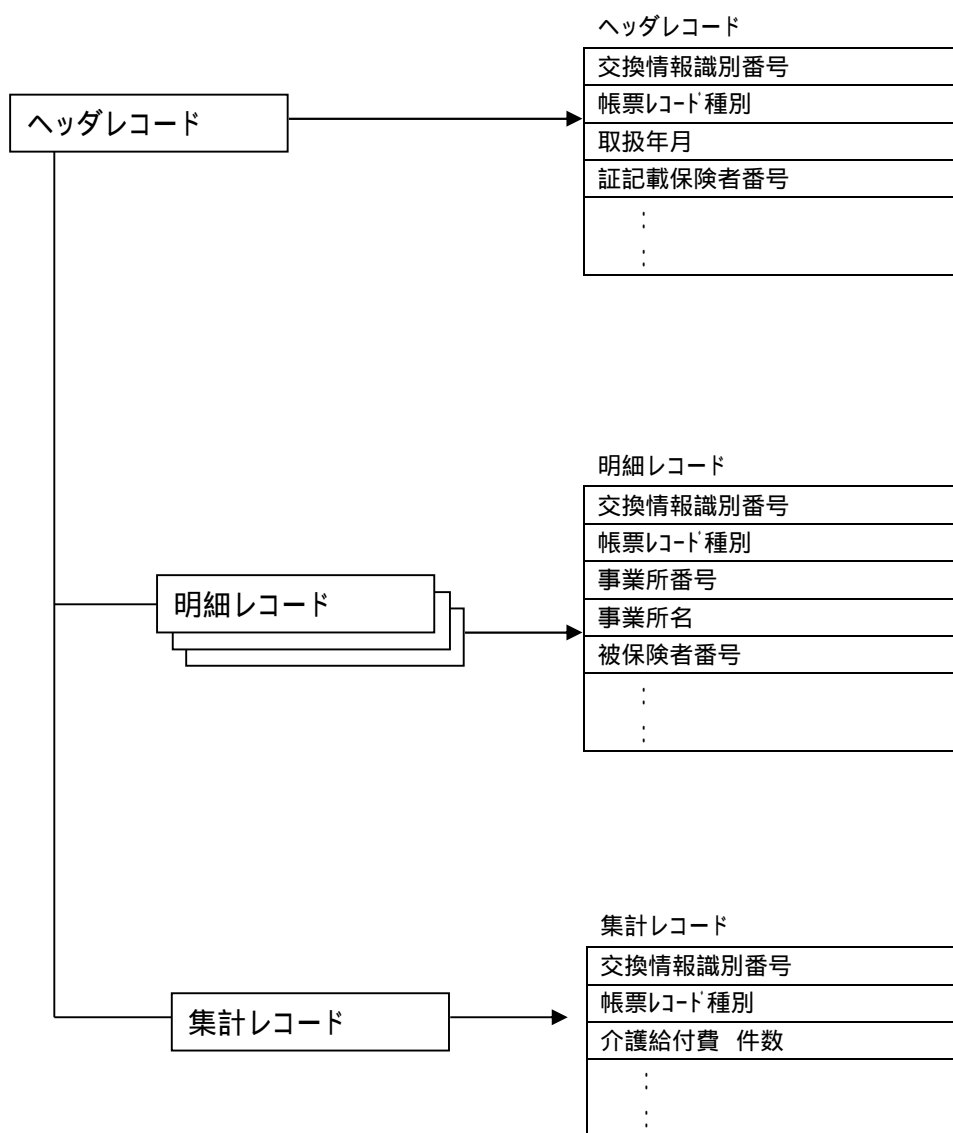 ヘッダレコード
交換情報識別番号
帳票ﾚｺｰﾄﾞ種別
取扱年月
証記載保険者番号
:
:
ヘッダレコード
明細レコード
交換情報識別番号
帳票ﾚｺｰﾄﾞ種別
事業所番号
事業所名
被保険者番号
:
:
明細レコード
集計レコード
交換情報識別番号
帳票ﾚｺｰﾄﾞ種別
介護給付費 件数
:
:
集計レコード